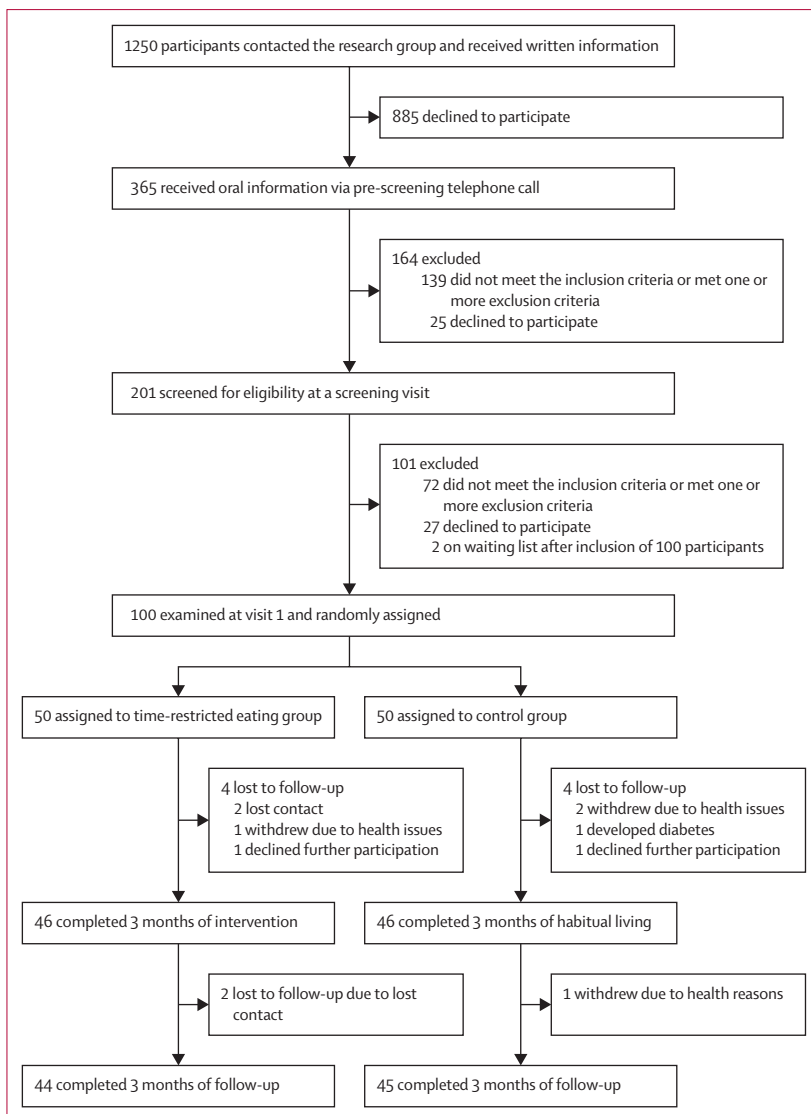 1250 participants contacted the research group and received written information
885 declined to participate
365 received oral information via pre-screening telephone call
164 excluded
139 did not meet the inclusion criteria or met one or
more exclusion criteria
25 declined to participate
201 screened for eligibility at a screening visit
101 excluded
72 did not meet the inclusion criteria or met one or
more exclusion criteria
27 declined to participate
2 on waiting list after inclusion of 100 participants
100 examined at visit 1 and randomly assigned
50 assigned to time-restricted eating group
50 assigned to control group
4 lost to follow-up
2 lost contact
1 withdrew due to health issues
1 declined further participation
4 lost to follow-up
2 withdrew due to health issues
1 developed diabetes
1 declined further participation
46 completed 3 months of intervention
46 completed 3 months of habitual living
2 lost to follow-up due to lost
contact
1 withdrew due to health reasons
44 completed 3 months of follow-up
45 completed 3 months of follow-up